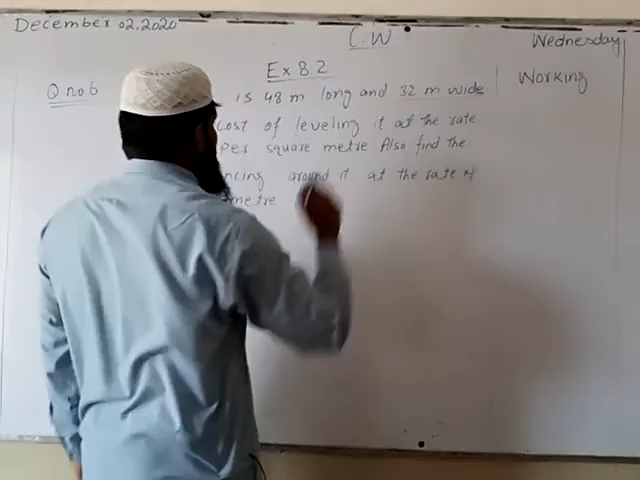 December 02.2020
C.W
Wednesday
Ex 8.2
Working
Q no 6
is 48 m long and 32 m wide
cost of leveling it at the rate
per square metre Also find the
ncing around it at the rate of
metre